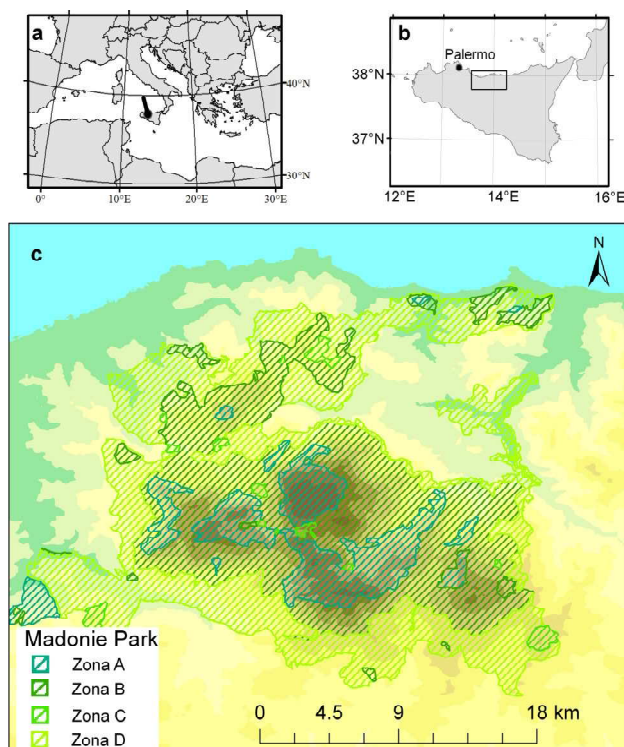 a
40°N
30°N
0°
10°E
20°E
30°E
b
Palermo
38°N
37°N
12°E
14°E
16°E
c
N
Madonie Park
Zona A
Zona B
Zona C
Zona D
0
4.5
9
18 km